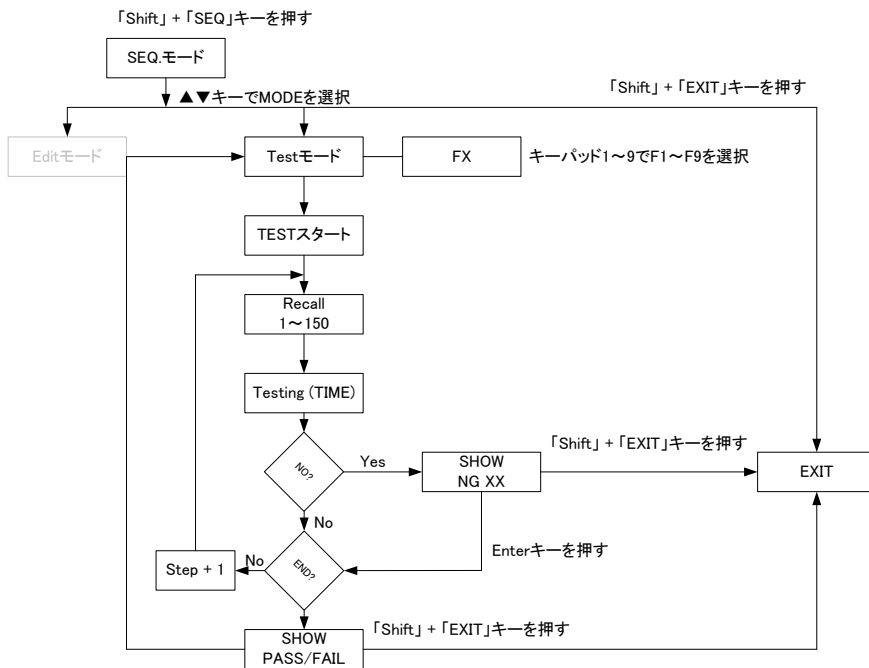 「Shift」 + 「SEQ」キーを押す
SEQ.モード
▲▼キーでMODEを選択
「Shift」 + 「EXIT」キーを押す
Editモード
Testモード
FX
キーパッド1～9でF1～F9を選択
TESTスタート
Recall
1～150
Testing (TIME)
NO?
Yes
SHOW
NG XX
「Shift」 + 「EXIT」キーを押す
EXIT
No
Enterキーを押す
END?
No
Step + 1
SHOW
PASS/FAIL
「Shift」 + 「EXIT」キーを押す